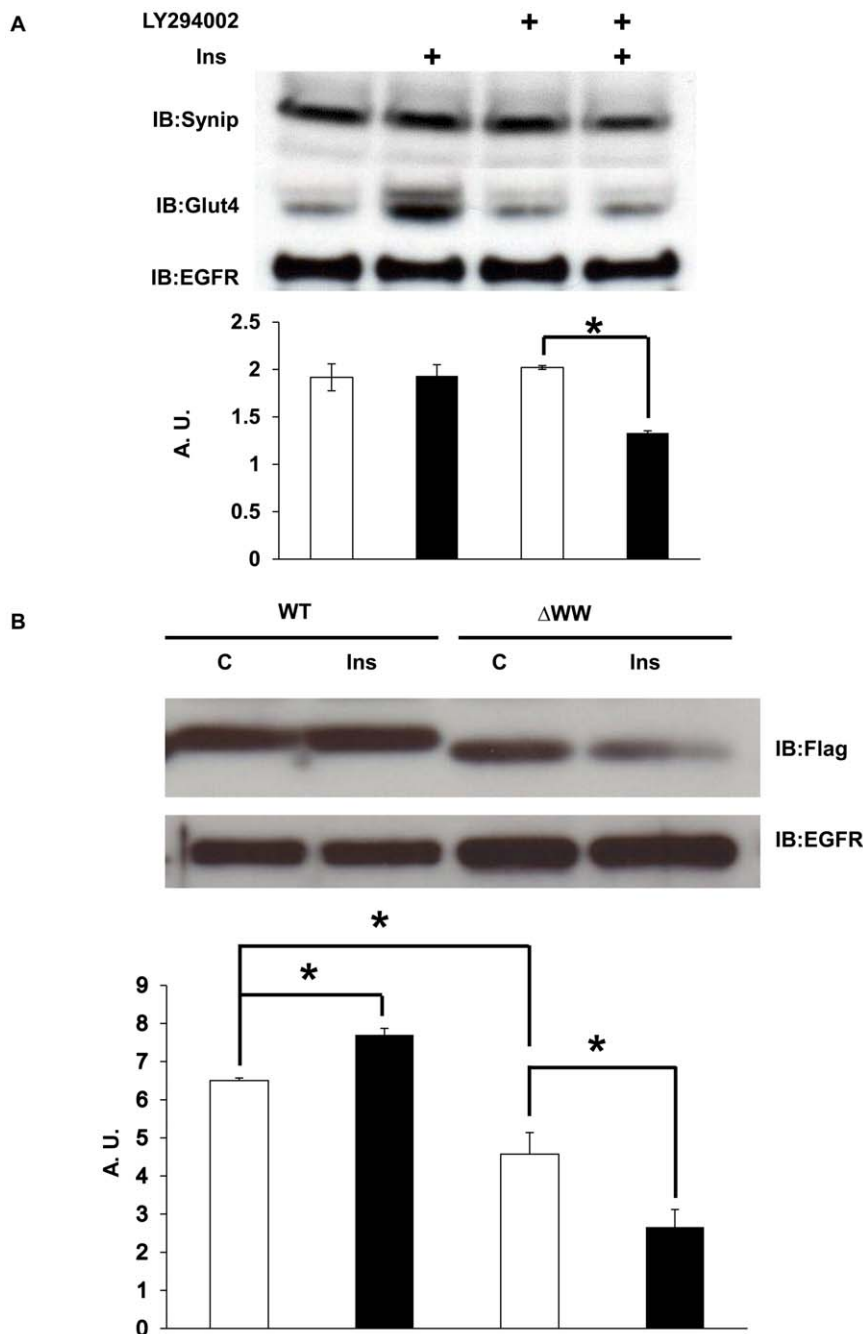 A
LY294002 + +
Ins + +
IB:Synip
IB:Glut4
IB:EGFR
2.5
*
2
1.5
A. U.
1
0.5
0
B
WT ΔWW
C Ins C Ins
IB:Flag
IB:EGFR
*
*
9
8
*
7
6
5
A. U.
4
3
2
1
0